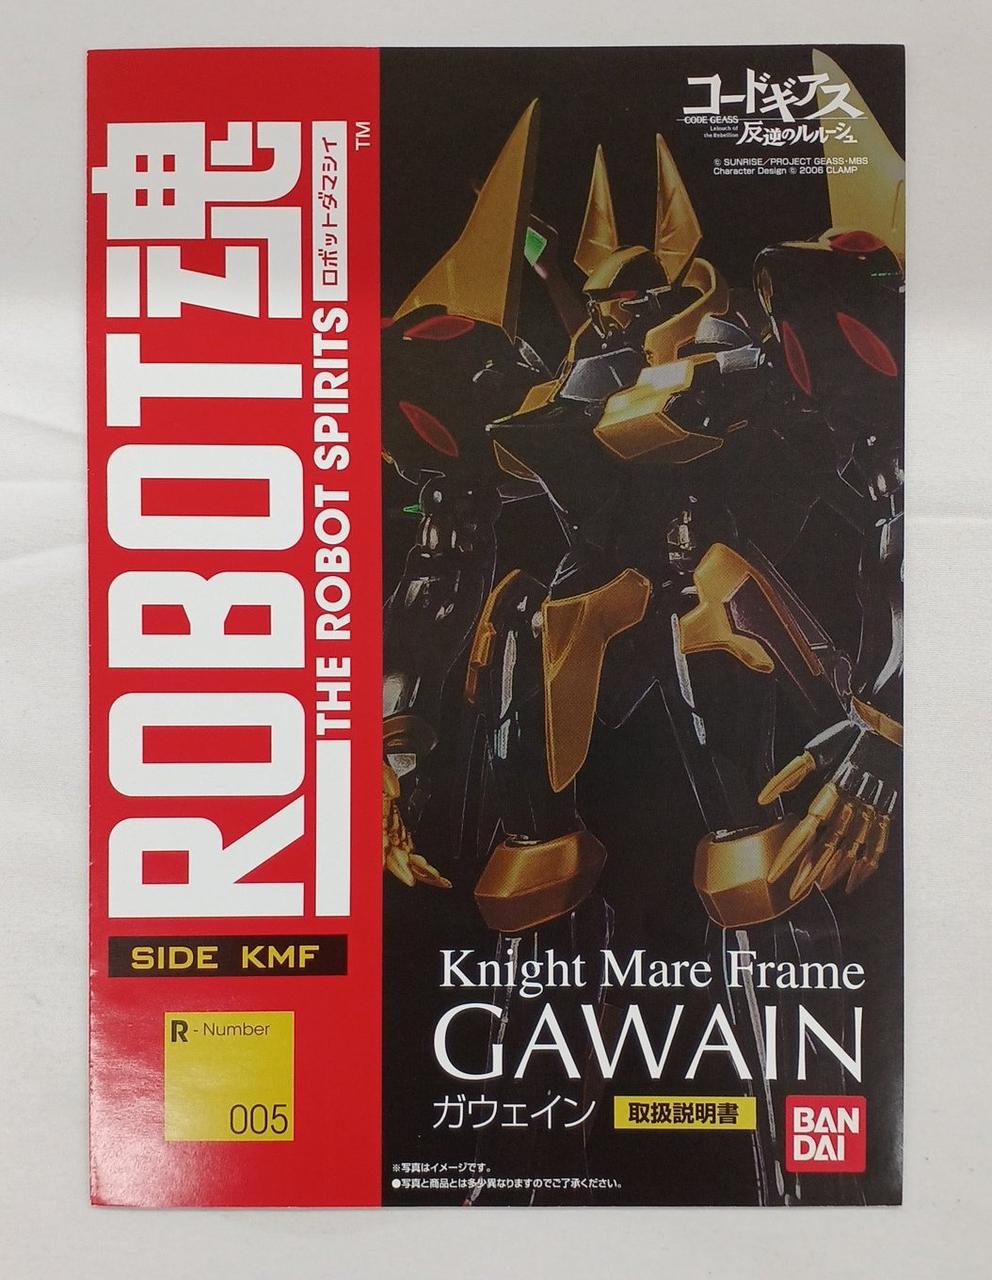 ROBOT魂
THE ROBOT SPIRITS
ロボットダマシイ
TM
SIDE KMF
R - Number
005
コードギアス
CODE GEASS
Lelouch of
the Rebellion
反逆のルルーシュ
© SUNRISE/PROJECT GEASS・MBS
Character Design © 2006 CLAMP
Knight Mare Frame
GAWAIN
ガウェイン
取扱説明書
BAN
DAI
※写真はイメージです。
●写真と商品とは多少異なりますのでご了承ください。